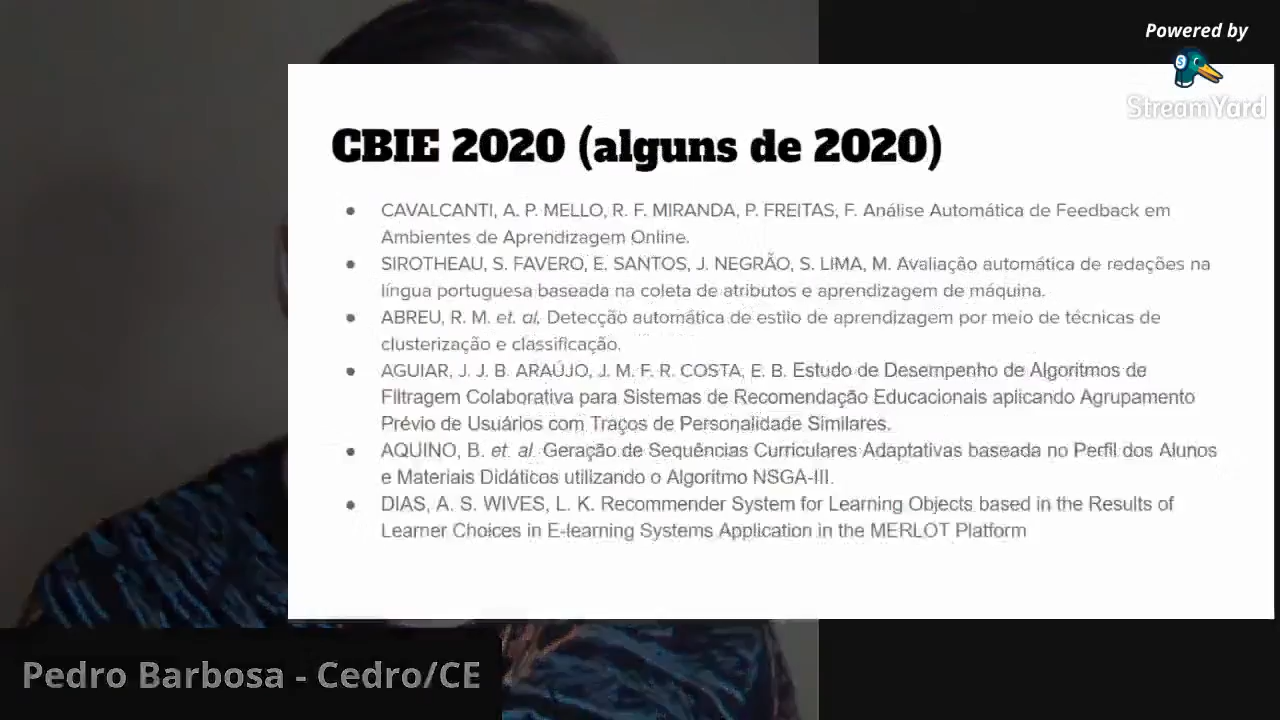 Powered by
StreamYard
CBIE 2020 (alguns de 2020)
• CAVALCANTI, A. P. MELLO, R. F. MIRANDA, P. FREITAS, F. Análise Automática de Feedback em
Ambientes de Aprendizagem Online.
• SIROTHEAU, S. FAVERO, E. SANTOS, J. NEGRÃO, S. LIMA, M. Avaliação automática de redações na
língua portuguesa baseada na coleta de atributos e aprendizagem de máquina.
• ABREU, R. M. et. al. Detecção automática de estilo de aprendizagem por meio de técnicas de
clusterização e classificação.
• AGUIAR, J. J. B. ARAÚJO, J. M. F. R. COSTA, E. B. Estudo de Desempenho de Algoritmos de
Filtragem Colaborativa para Sistemas de Recomendação Educacionais aplicando Agrupamento
Prévio de Usuários com Traços de Personalidade Similares.
• AQUINO, B. et. al. Geração de Sequências Curriculares Adaptativas baseada no Perfil dos Alunos
e Materiais Didáticos utilizando o Algoritmo NSGA-III.
• DIAS, A. S. WIVES, L. K. Recommender System for Learning Objects based in the Results of
Learner Choices in E-learning Systems Application in the MERLOT Platform
Pedro Barbosa - Cedro/CE